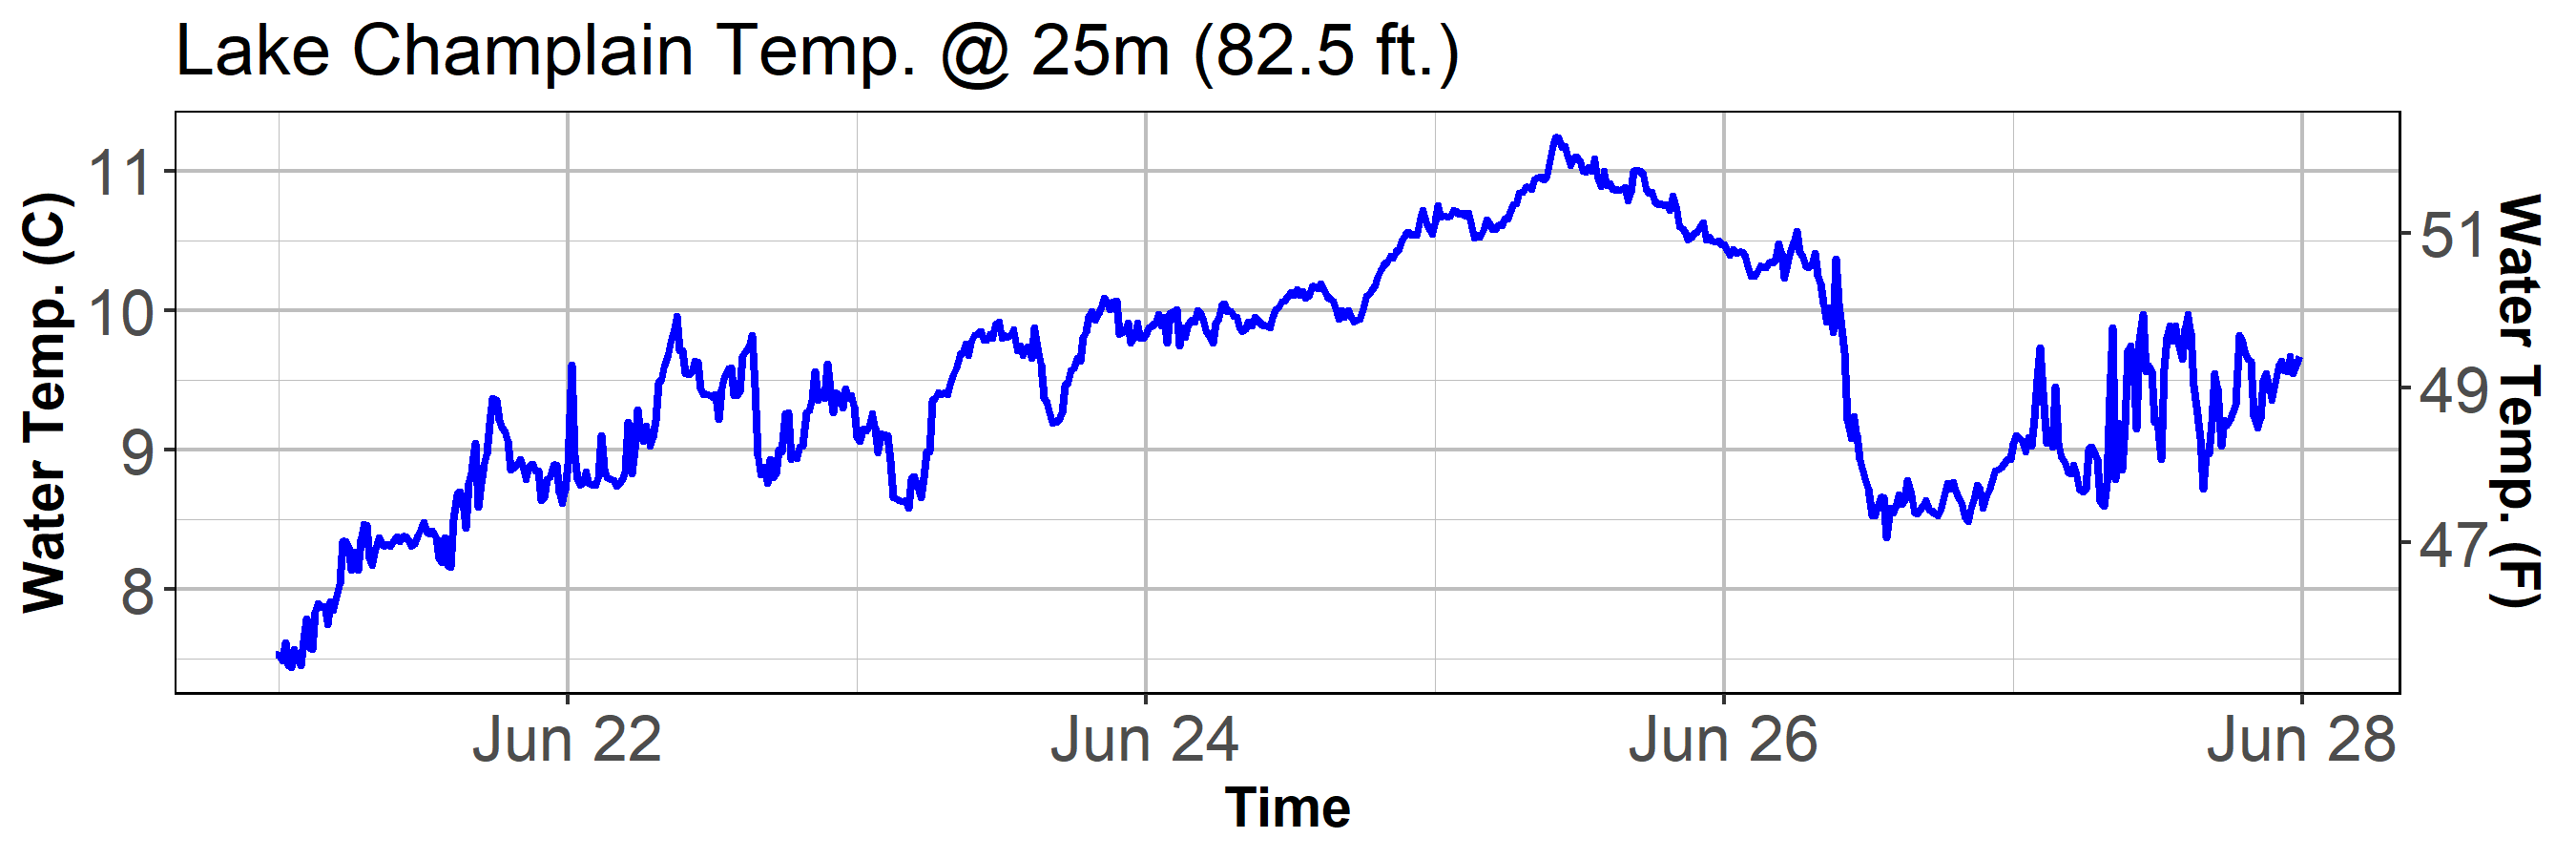 Lake Champlain Temp. @ 25m (82.5 ft.)
Water Temp. (C)
11
10
9
8
51
49
47
Water Temp. (F)
Jun 22 Jun 24 Jun 26 Jun 28
Time